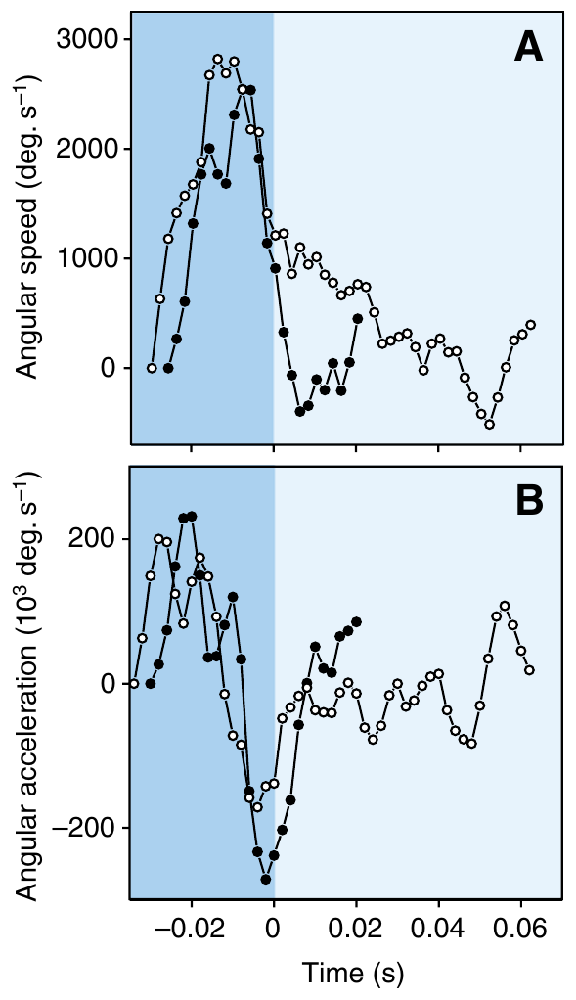 A
3000
2000
1000
0
Angular speed (deg. s⁻¹)
B
200
0
–200
Angular acceleration (10³ deg. s⁻¹)
–0.02 0 0.02 0.04 0.06
Time (s)